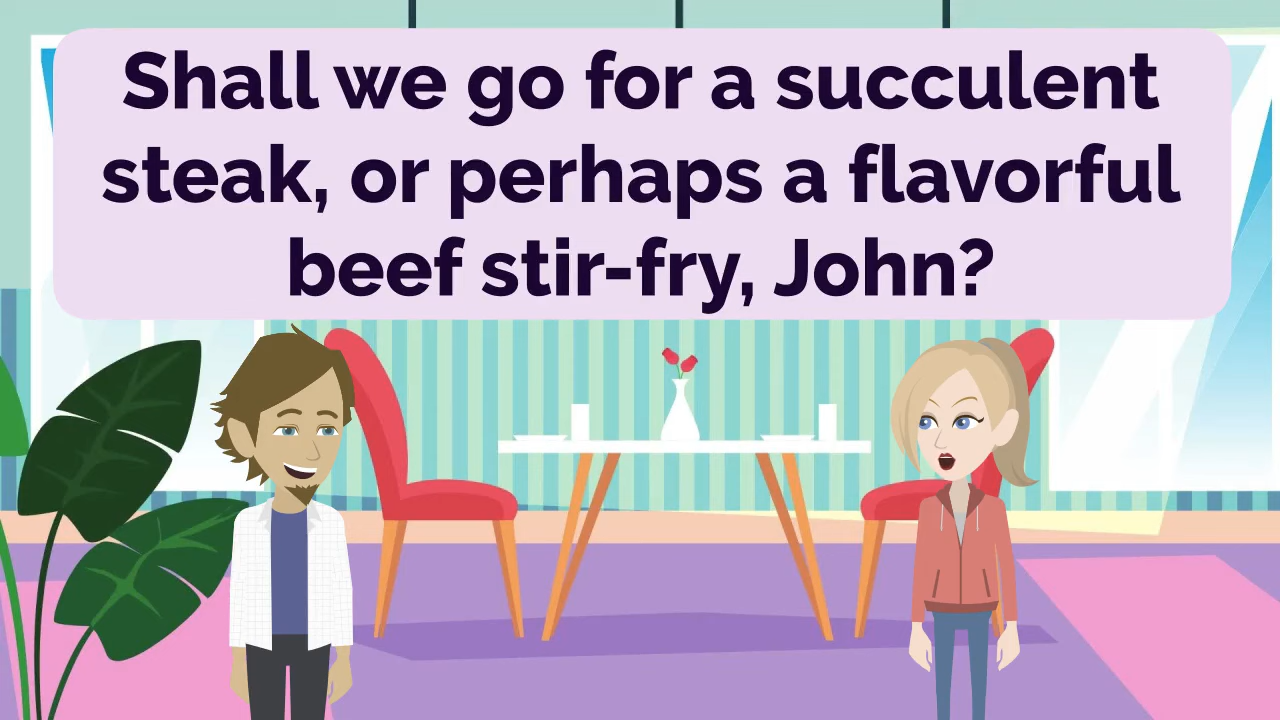 Shall we go for a succulent
steak, or perhaps a flavorful
beef stir-fry, John?